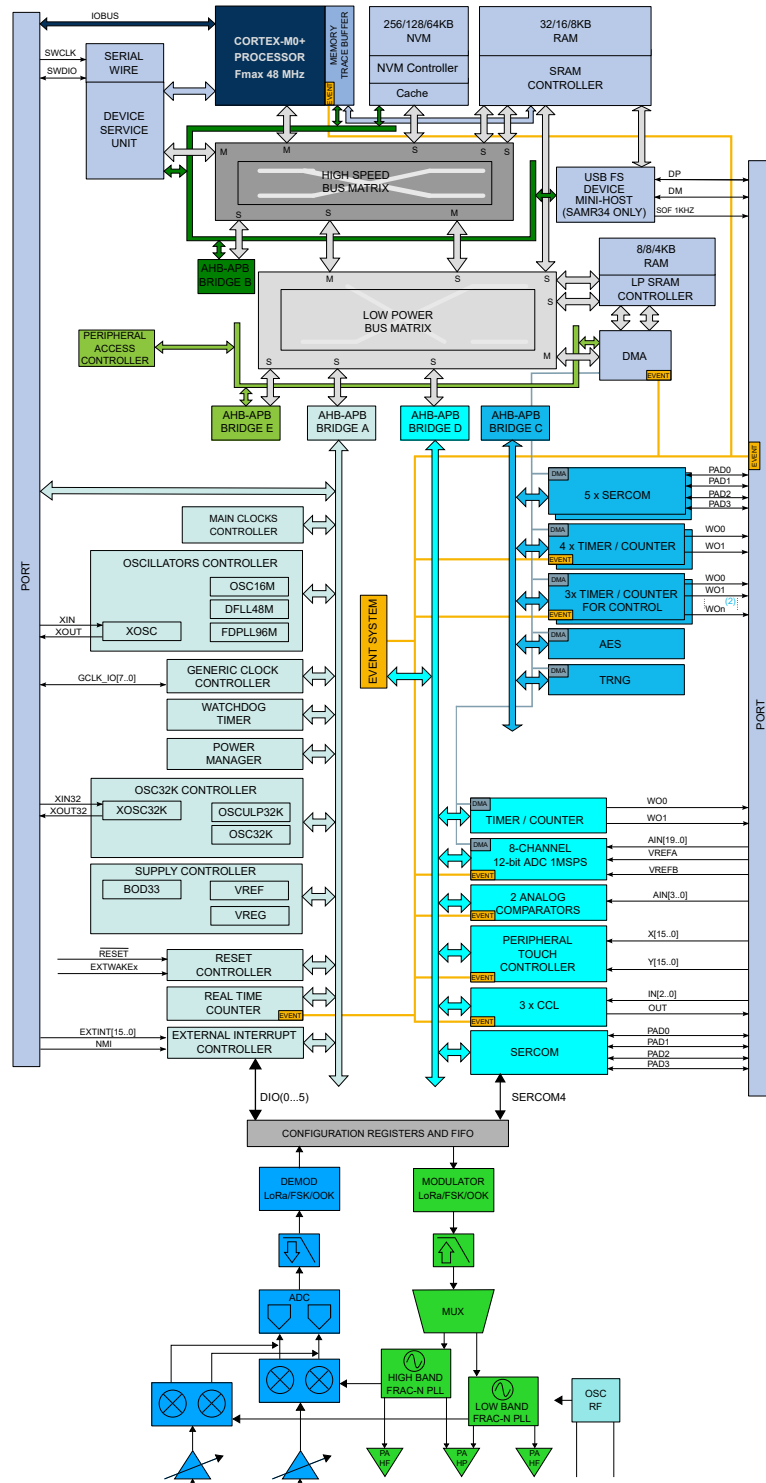 IOBUS
SWCLK
SWDIO
SERIAL
WIRE
DEVICE
SERVICE
UNIT
CORTEX-M0+
PROCESSOR
Fmax 48 MHz
MEMORY
TRACE BUFFER
EVENT
256/128/64KB
NVM
NVM Controller
Cache
32/16/8KB
RAM
SRAM
CONTROLLER
M
M
S
S
S
HIGH SPEED
BUS MATRIX
S
S
M
S
USB FS
DEVICE
MINI-HOST
(SAMR34 ONLY)
DP
DM
SOF 1KHZ
AHB-APB
BRIDGE B
M
S
S
S
LOW POWER
BUS MATRIX
S
S
S
M
8/8/4KB
RAM
LP SRAM
CONTROLLER
PERIPHERAL
ACCESS
CONTROLLER
DMA
EVENT
AHB-APB
BRIDGE E
AHB-APB
BRIDGE A
AHB-APB
BRIDGE D
AHB-APB
BRIDGE C
EVENT
PORT
PORT
MAIN CLOCKS
CONTROLLER
OSCILLATORS CONTROLLER
OSC16M
DFLL48M
FDPLL96M
XOSC
XIN
XOUT
GCLK_IO[7..0]
GENERIC CLOCK
CONTROLLER
WATCHDOG
TIMER
POWER
MANAGER
OSC32K CONTROLLER
XIN32
XOUT32
XOSC32K
OSCULP32K
OSC32K
SUPPLY CONTROLLER
BOD33
VREF
VREG
RESET
EXTWAKEx
RESET
CONTROLLER
REAL TIME
COUNTER
EVENT
EXTINT[15..0]
NMI
EXTERNAL INTERRUPT
CONTROLLER
EVENT SYSTEM
DMA
5 x SERCOM
PAD0
PAD1
PAD2
PAD3
DMA
4 x TIMER / COUNTER
EVENT
WO0
WO1
DMA
3x TIMER / COUNTER
FOR CONTROL
EVENT
WO0
WO1
(2)
WOn
DMA
AES
DMA
TRNG
DMA
TIMER / COUNTER
WO0
WO1
DMA
8-CHANNEL
12-bit ADC 1MSPS
EVENT
AIN[19..0]
VREFA
VREFB
2 ANALOG
COMPARATORS
EVENT
AIN[3..0]
PERIPHERAL
TOUCH
CONTROLLER
EVENT
X[15..0]
Y[15..0]
3 x CCL
EVENT
IN[2..0]
OUT
SERCOM
PAD0
PAD1
PAD2
PAD3
DIO(0...5)
SERCOM4
CONFIGURATION REGISTERS AND FIFO
DEMOD
LoRa/FSK/OOK
MODULATOR
LoRa/FSK/OOK
ADC
MUX
HIGH BAND
FRAC-N PLL
LOW BAND
FRAC-N PLL
OSC
RF
PA
HF
PA
HP
PA
HF